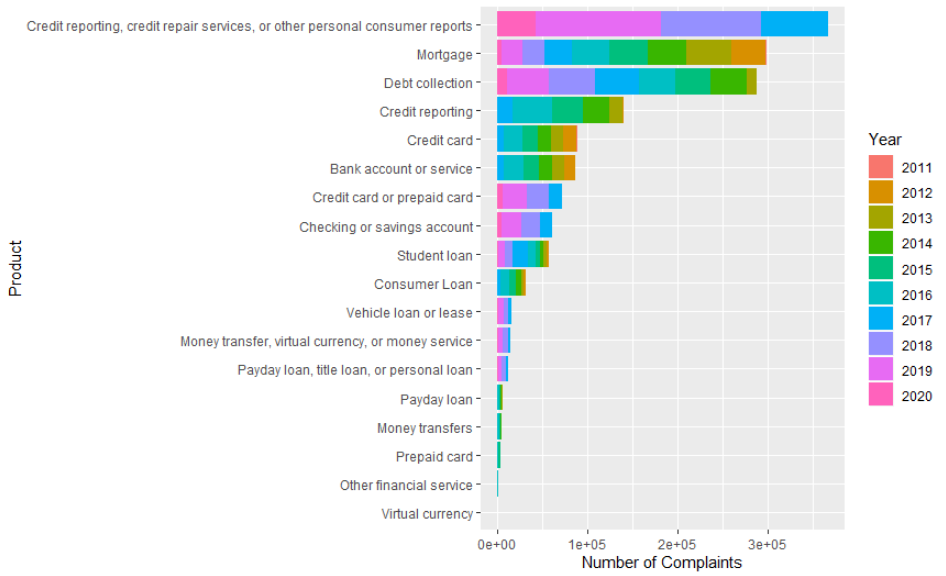 Credit reporting, credit repair services, or other personal consumer reports
Mortgage
Debt collection
Credit reporting
Credit card
Bank account or service
Credit card or prepaid card
Checking or savings account
Student loan
Consumer Loan
Vehicle loan or lease
Money transfer, virtual currency, or money service
Payday loan, title loan, or personal loan
Payday loan
Money transfers
Prepaid card
Other financial service
Virtual currency
Product
0e+00 1e+05 2e+05 3e+05
Number of Complaints
Year
2011
2012
2013
2014
2015
2016
2017
2018
2019
2020